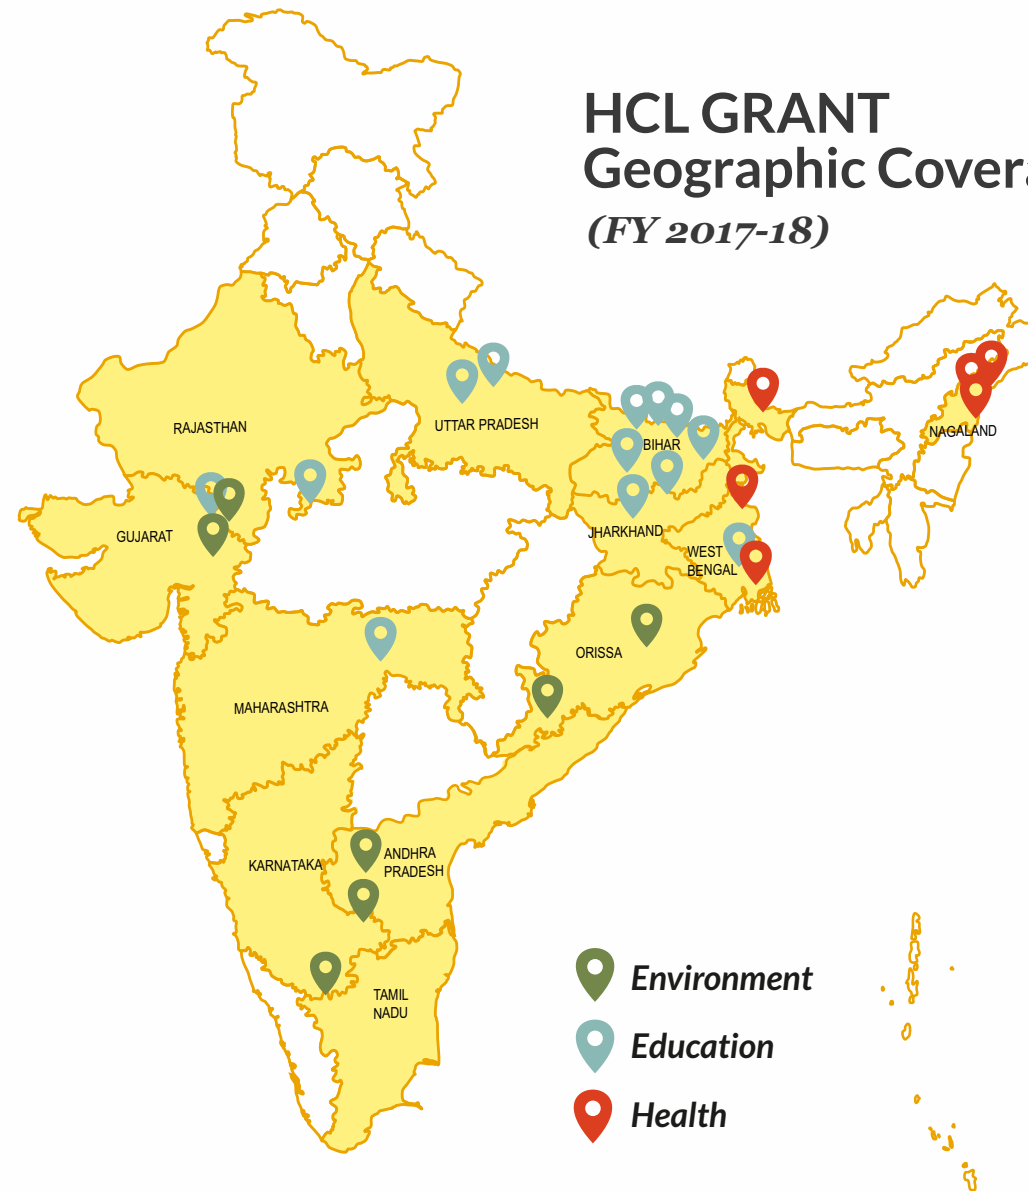 HCL GRANT
Geographic Covera
(FY 2017-18)
RAJASTHAN
UTTAR PRADESH
BIHAR
NAGALAND
GUJARAT
JHARKHAND
WEST
BENGAL
ORISSA
MAHARASHTRA
KARNATAKA
ANDHRA
PRADESH
TAMIL
NADU
Environment
Education
Health